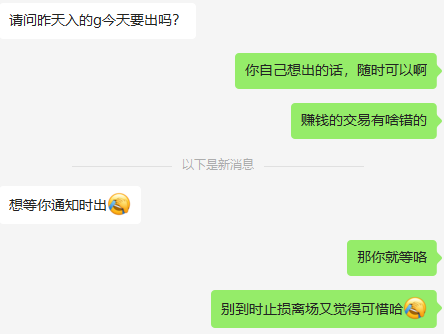 请问昨天入的g今天要出吗？
你自己想出的话，随时可以啊
赚钱的交易有啥错的
以下是新消息
想等你通知时出
那你就等咯
别到时止损离场又觉得可惜哈